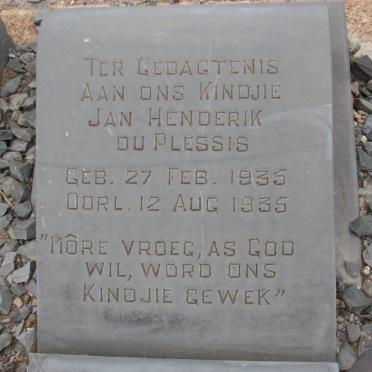 TER GEDAGTENIS
AAN ONS KINDJIE
JAN HENDERIK
DU PLESSIS
GEB. 27 FEB. 1935
OORL. 12 AUG 1935
"MÔRE VROEG, AS GOD
WIL, WORD ONS
KINDJIE GEWEK"